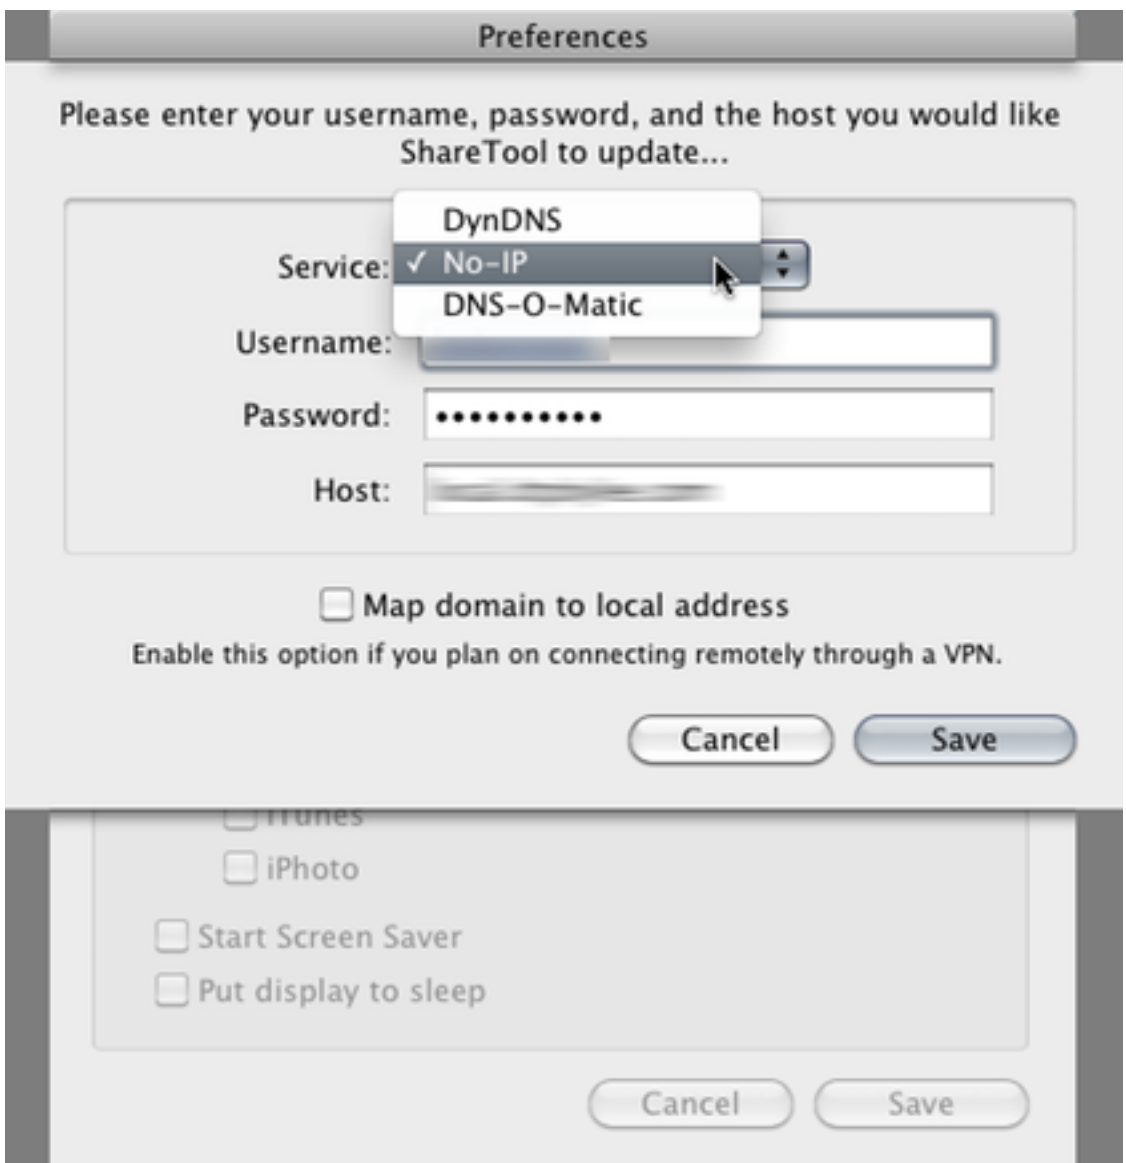 Preferences
Please enter your username, password, and the host you would like
ShareTool to update...
DynDNS
Service: ✓ No-IP
DNS-O-Matic
Username:
Password: ••••••••••
Host:
Map domain to local address
Enable this option if you plan on connecting remotely through a VPN.
Cancel Save
iTunes
iPhoto
Start Screen Saver
Put display to sleep
Cancel Save